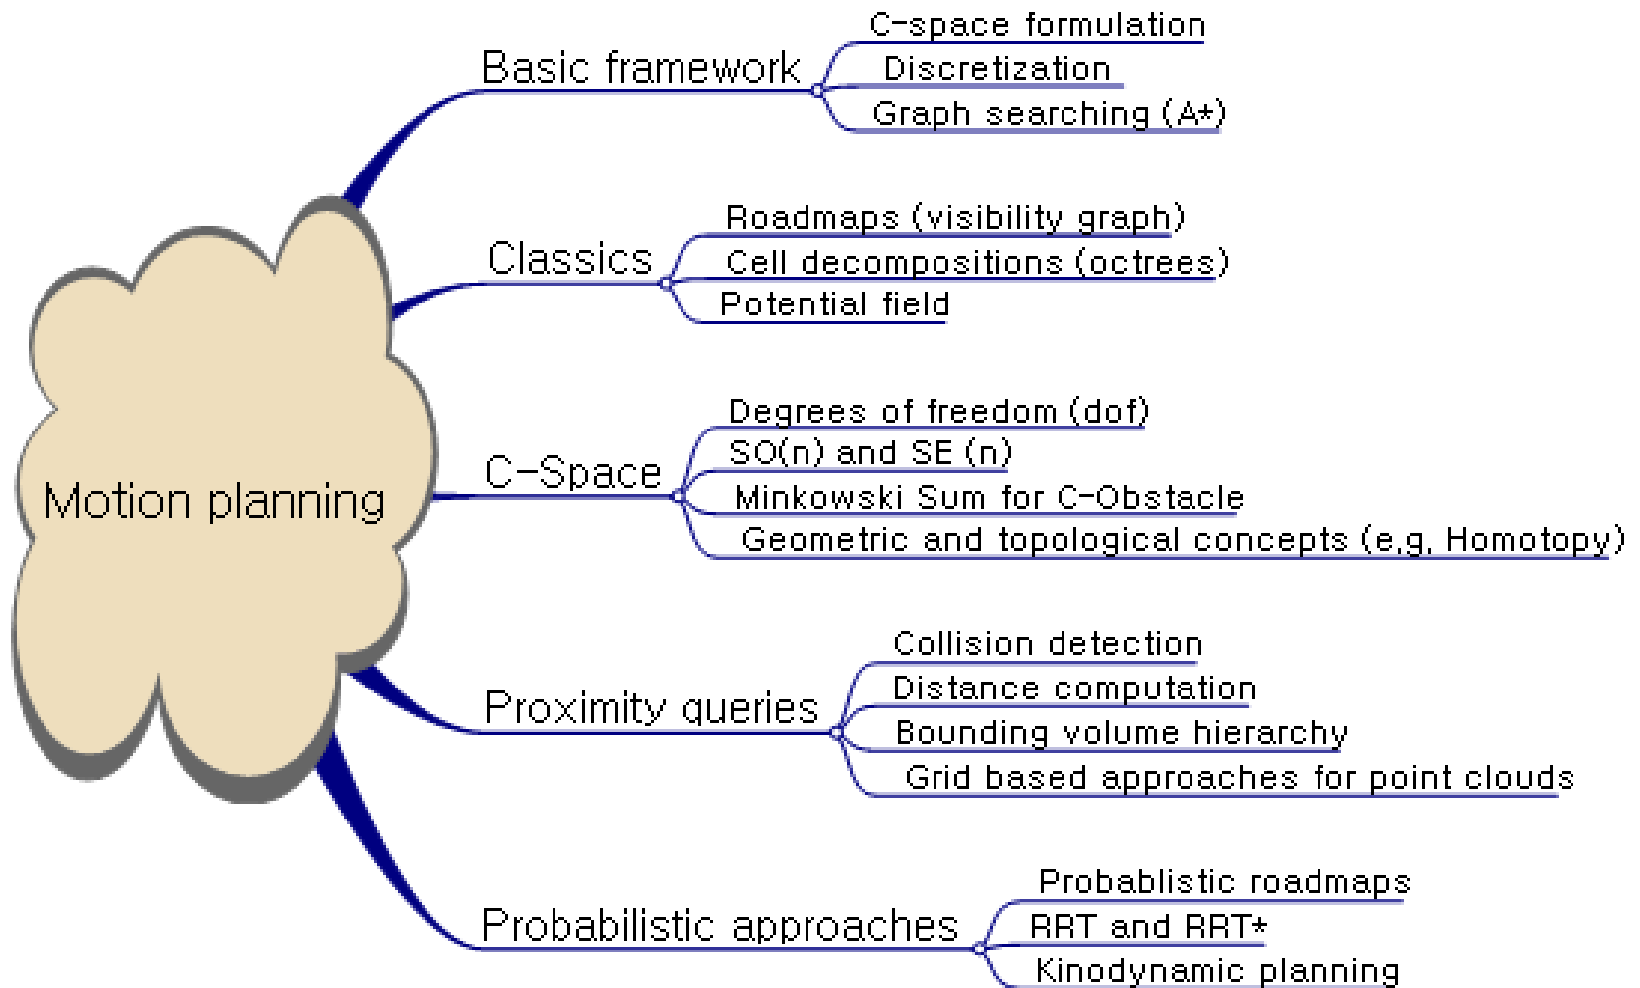 Motion planning
Basic framework
C-space formulation
Discretization
Graph searching (A*)
Classics
Roadmaps (visibility graph)
Cell decompositions (octrees)
Potential field
C-Space
Degrees of freedom (dof)
SO(n) and SE (n)
Minkowski Sum for C-Obstacle
Geometric and topological concepts (e,g, Homotopy)
Proximity queries
Collision detection
Distance computation
Bounding volume hierarchy
Grid based approaches for point clouds
Probabilistic approaches
Probablistic roadmaps
RRT and RRT*
Kinodynamic planning